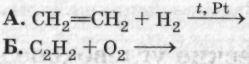 А. CH₂=CH₂ + H₂ —t, Pt→
Б. C₂H₂ + O₂ ⟶